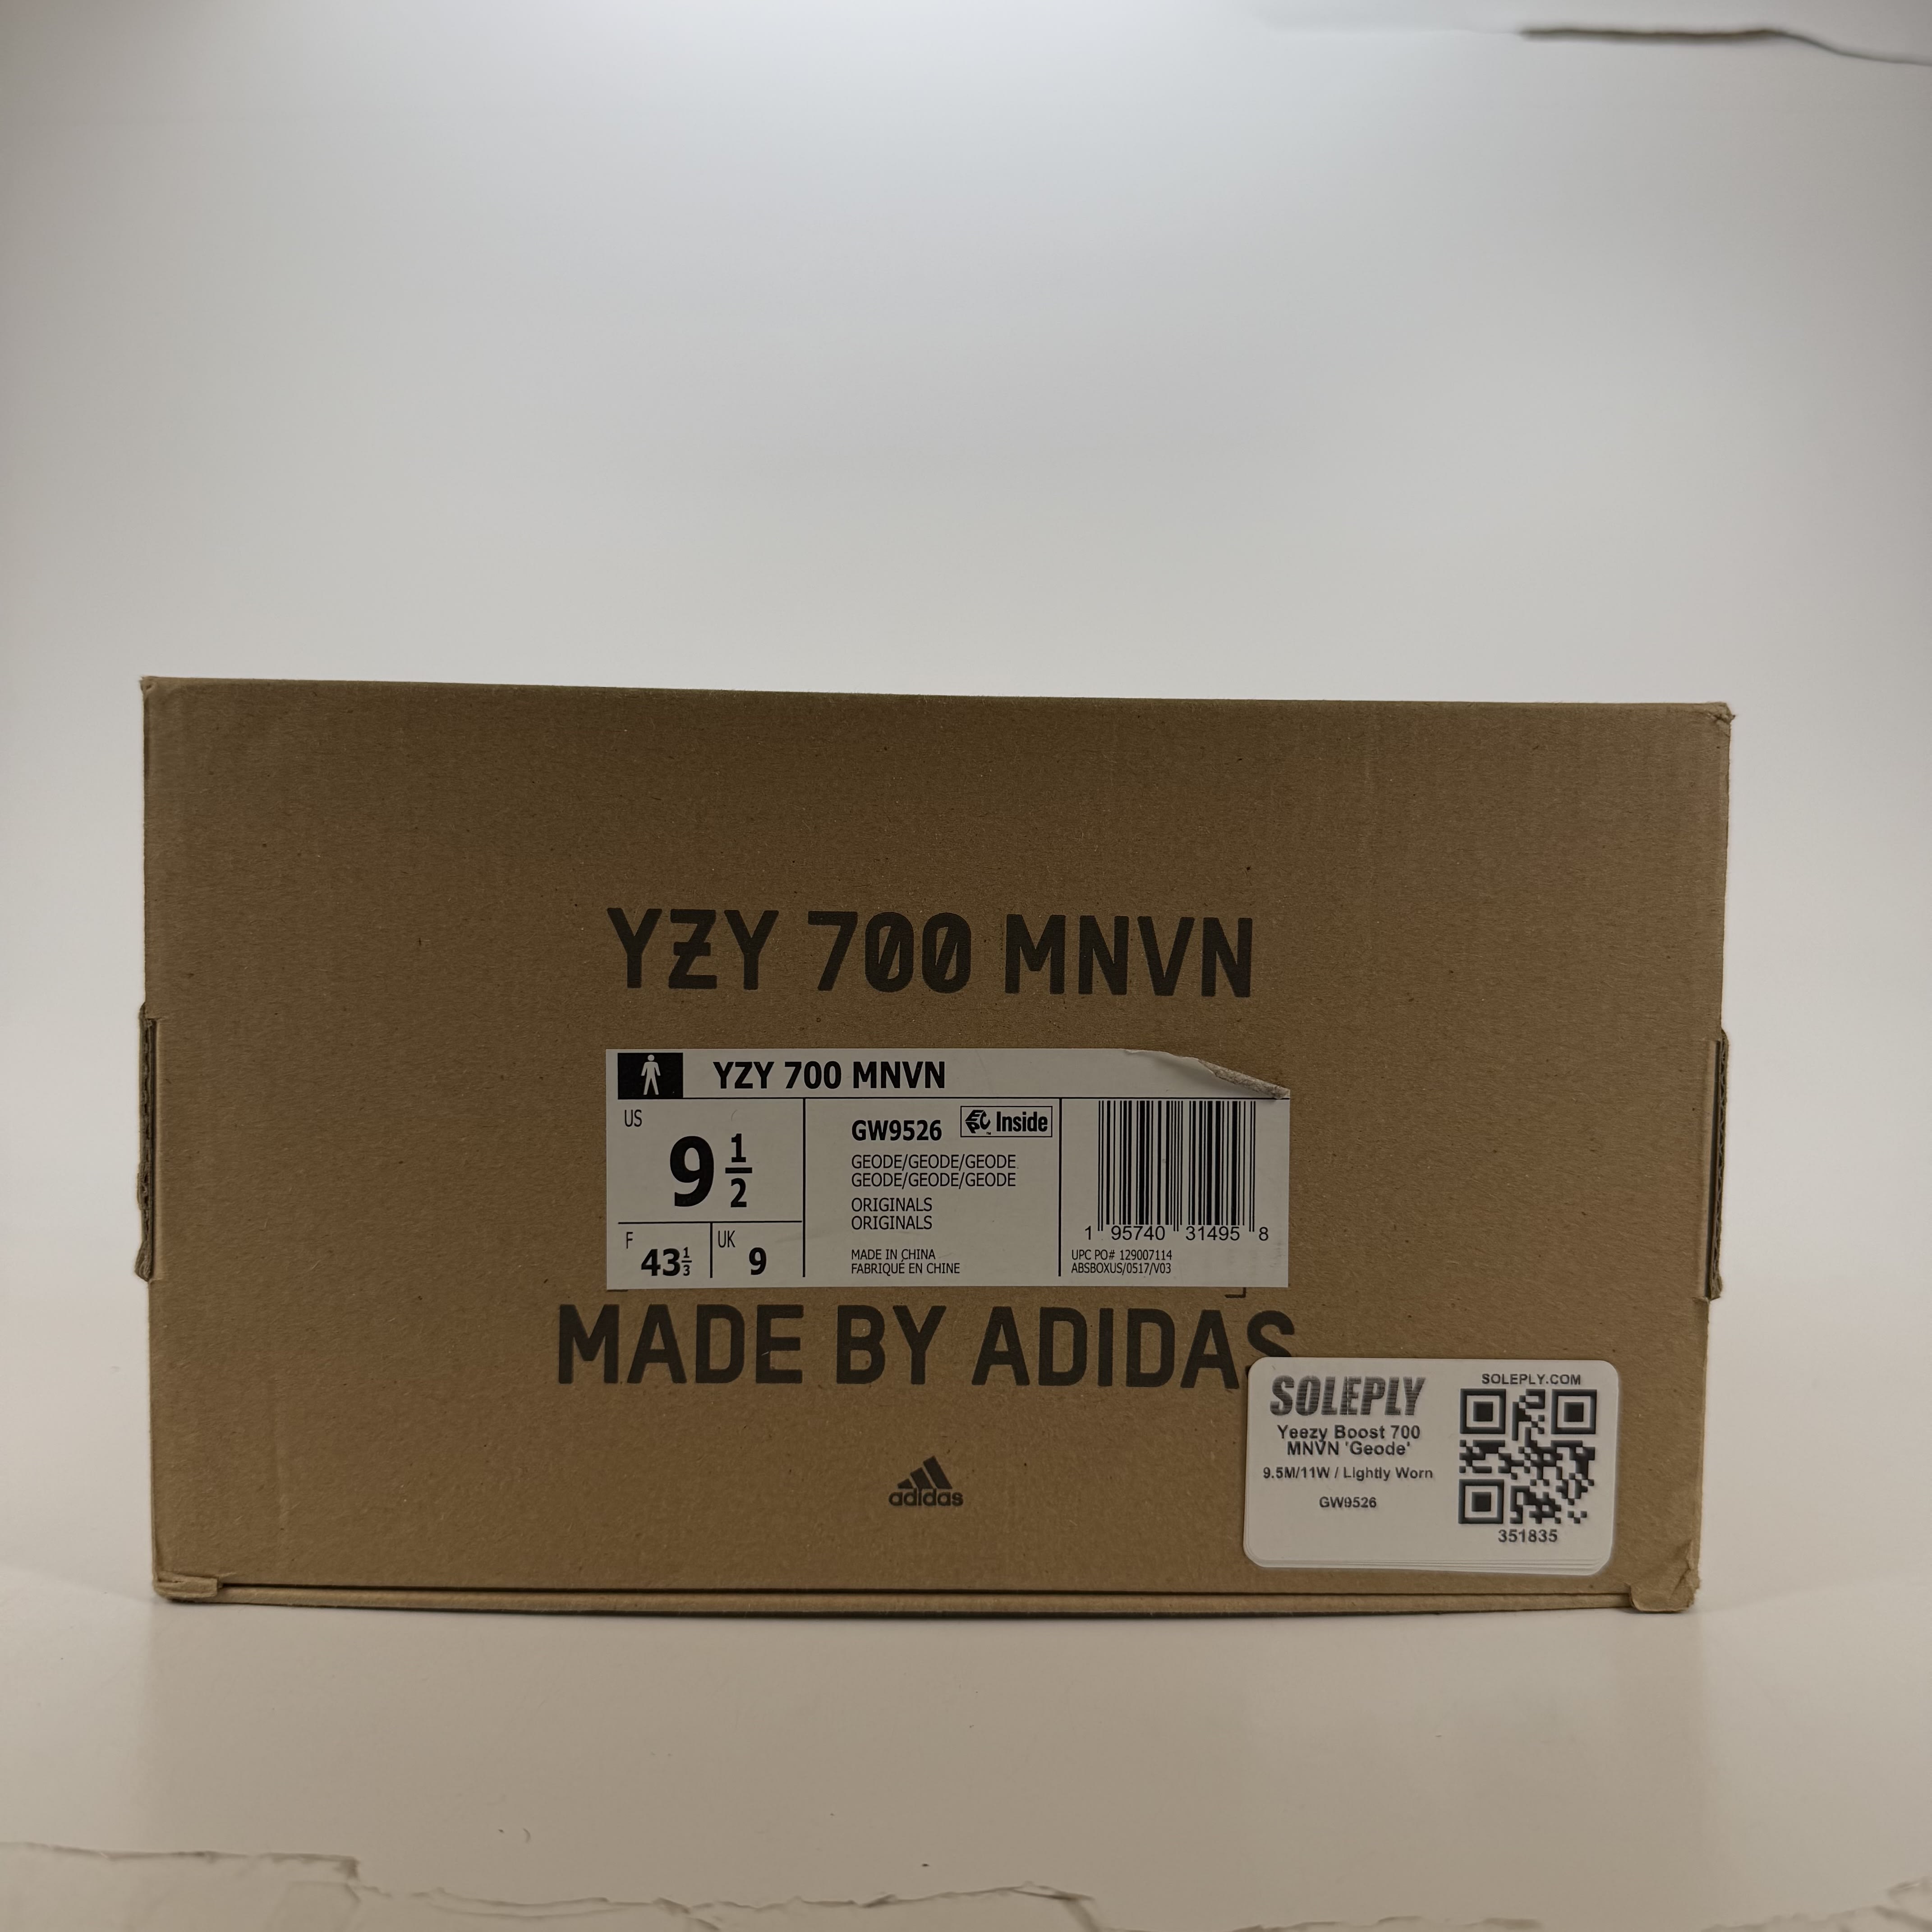 YZY 700 MNVN
YZY 700 MNVN
US
9 1/2
F
43 1/3
UK
9
GW9526
EPC Inside
GEODE/GEODE/GEODE
GEODE/GEODE/GEODE
ORIGINALS
ORIGINALS
MADE IN CHINA
FABRIQUÉ EN CHINE
1 95740 31495 8
UPC PO# 129007114
ABSBOXUS/0517/V03
MADE BY ADIDAS
adidas
SOLEPLY
Yeezy Boost 700
MNVN 'Geode'
9.5M/11W / Lightly Worn
GW9526
SOLEPLY.COM
351835